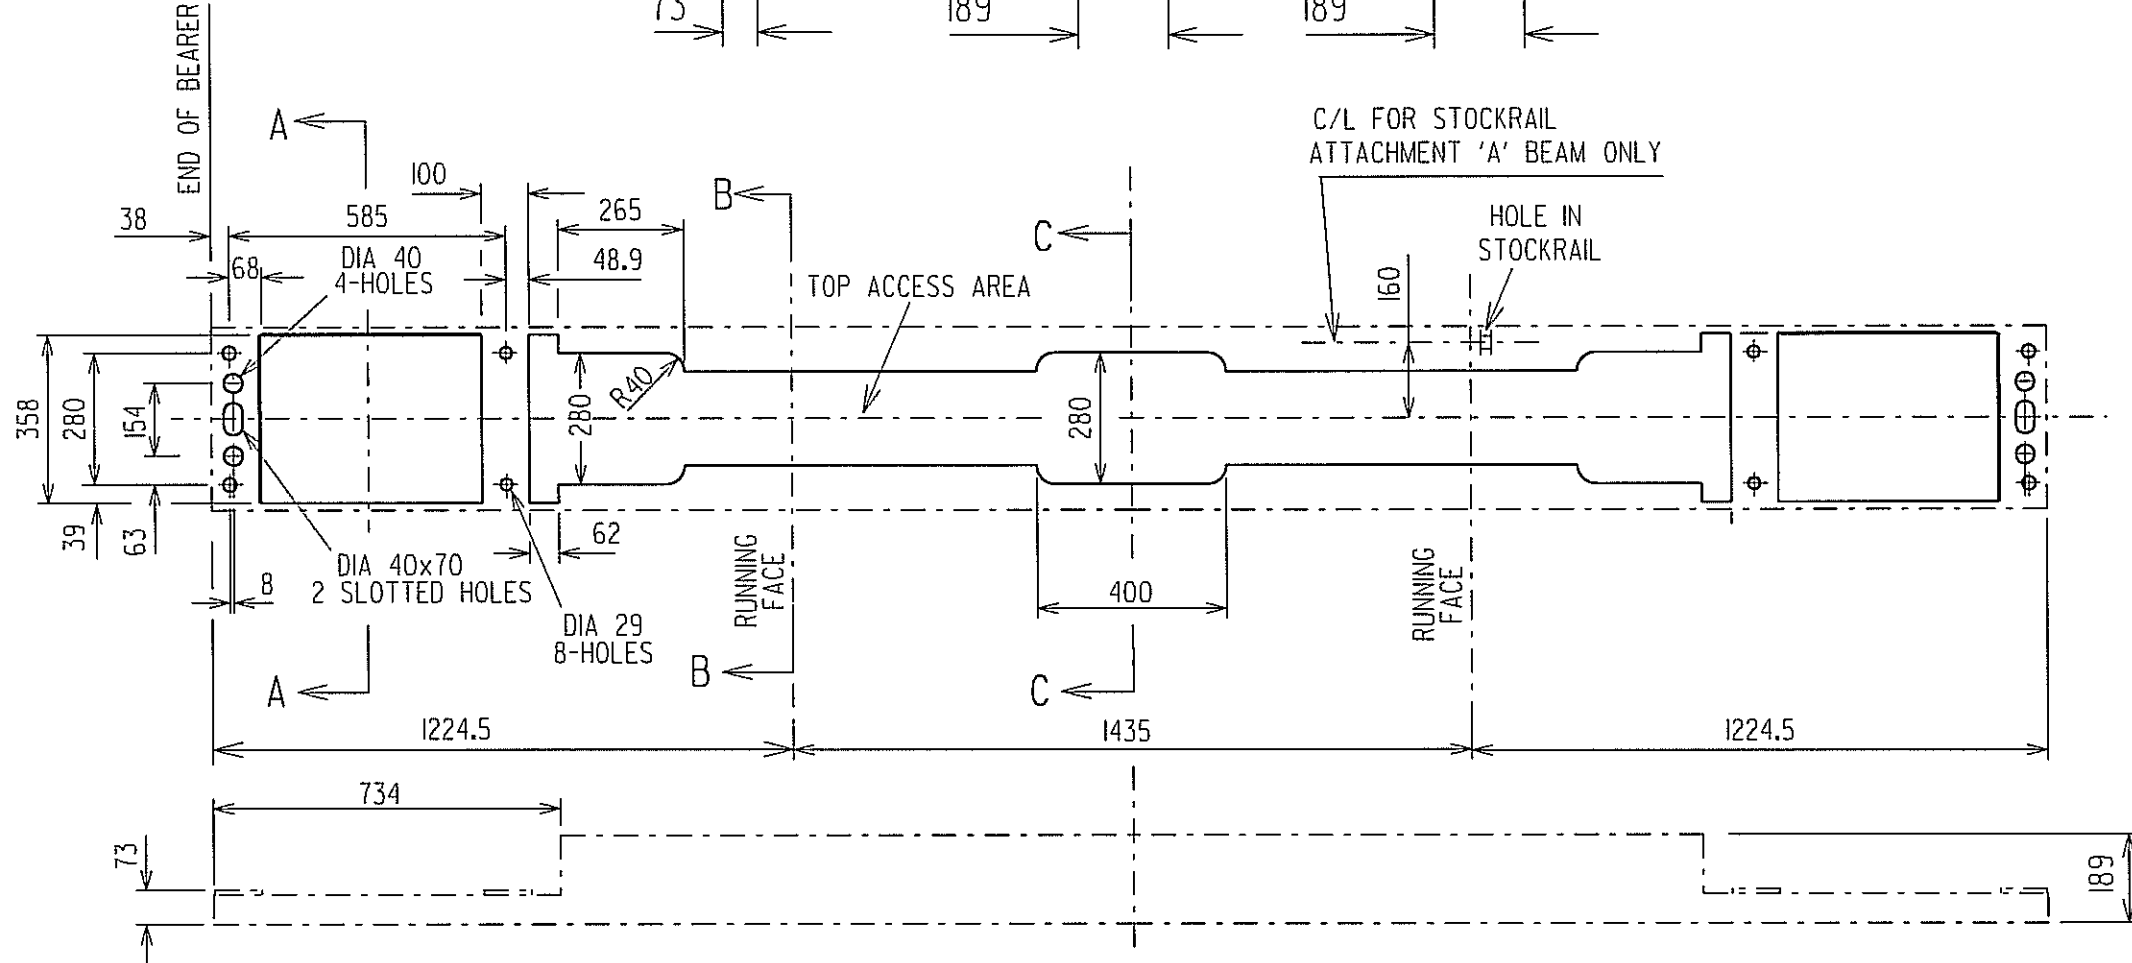 73
189
189
END OF BEARER
A
100
B
C/L FOR STOCKRAIL
ATTACHMENT 'A' BEAM ONLY
38
585
265
C
HOLE IN
STOCKRAIL
68
DIA 40
4-HOLES
48.9
TOP ACCESS AREA
160
358
280
154
280
R40
280
39
63
62
8
DIA 40x70
2 SLOTTED HOLES
DIA 29
8-HOLES
RUNNING
FACE
400
RUNNING
FACE
A
B
C
1224.5
1435
1224.5
734
73
189